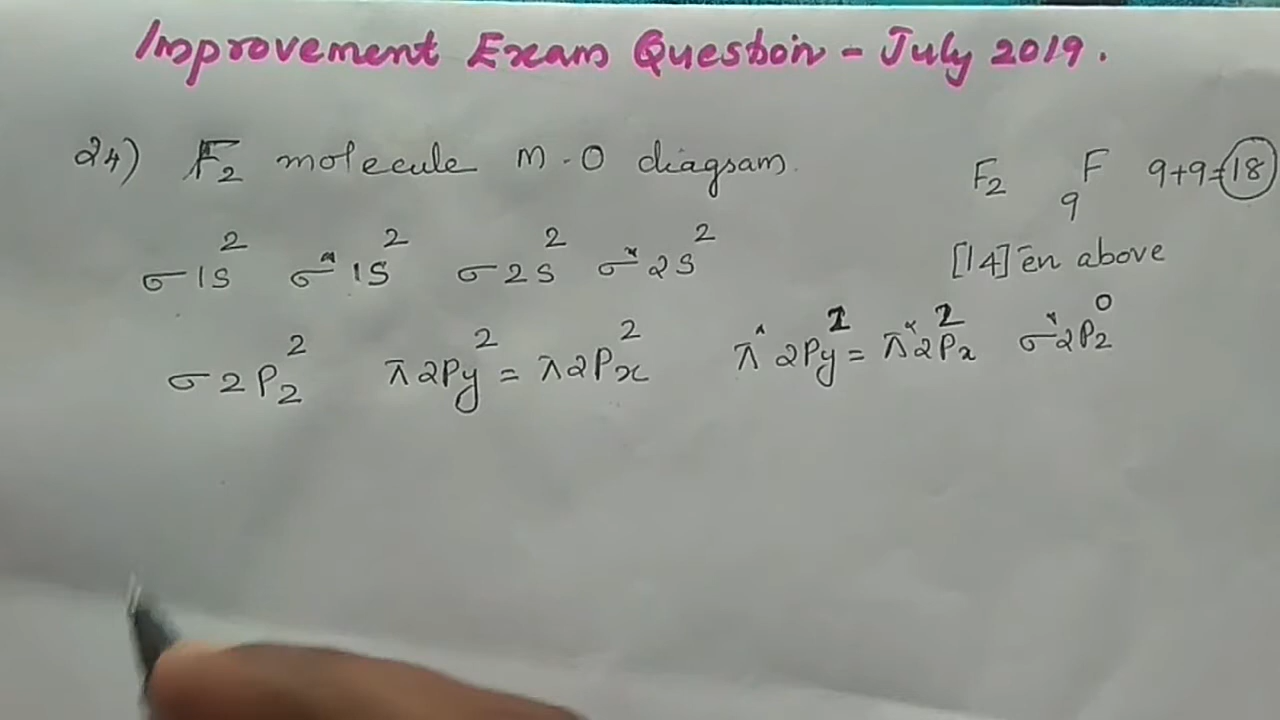 Improvement Exam Question - July 2019.
24) F₂ molecule M.O diagram.
F₂ ₉F 9+9=18
[14] ēn above
σ1s² σ*1s² σ2s² σ*2s²
σ2Pz² π2Py² = π2Px² π*2Py² = π*2Px² σ*2Pz⁰